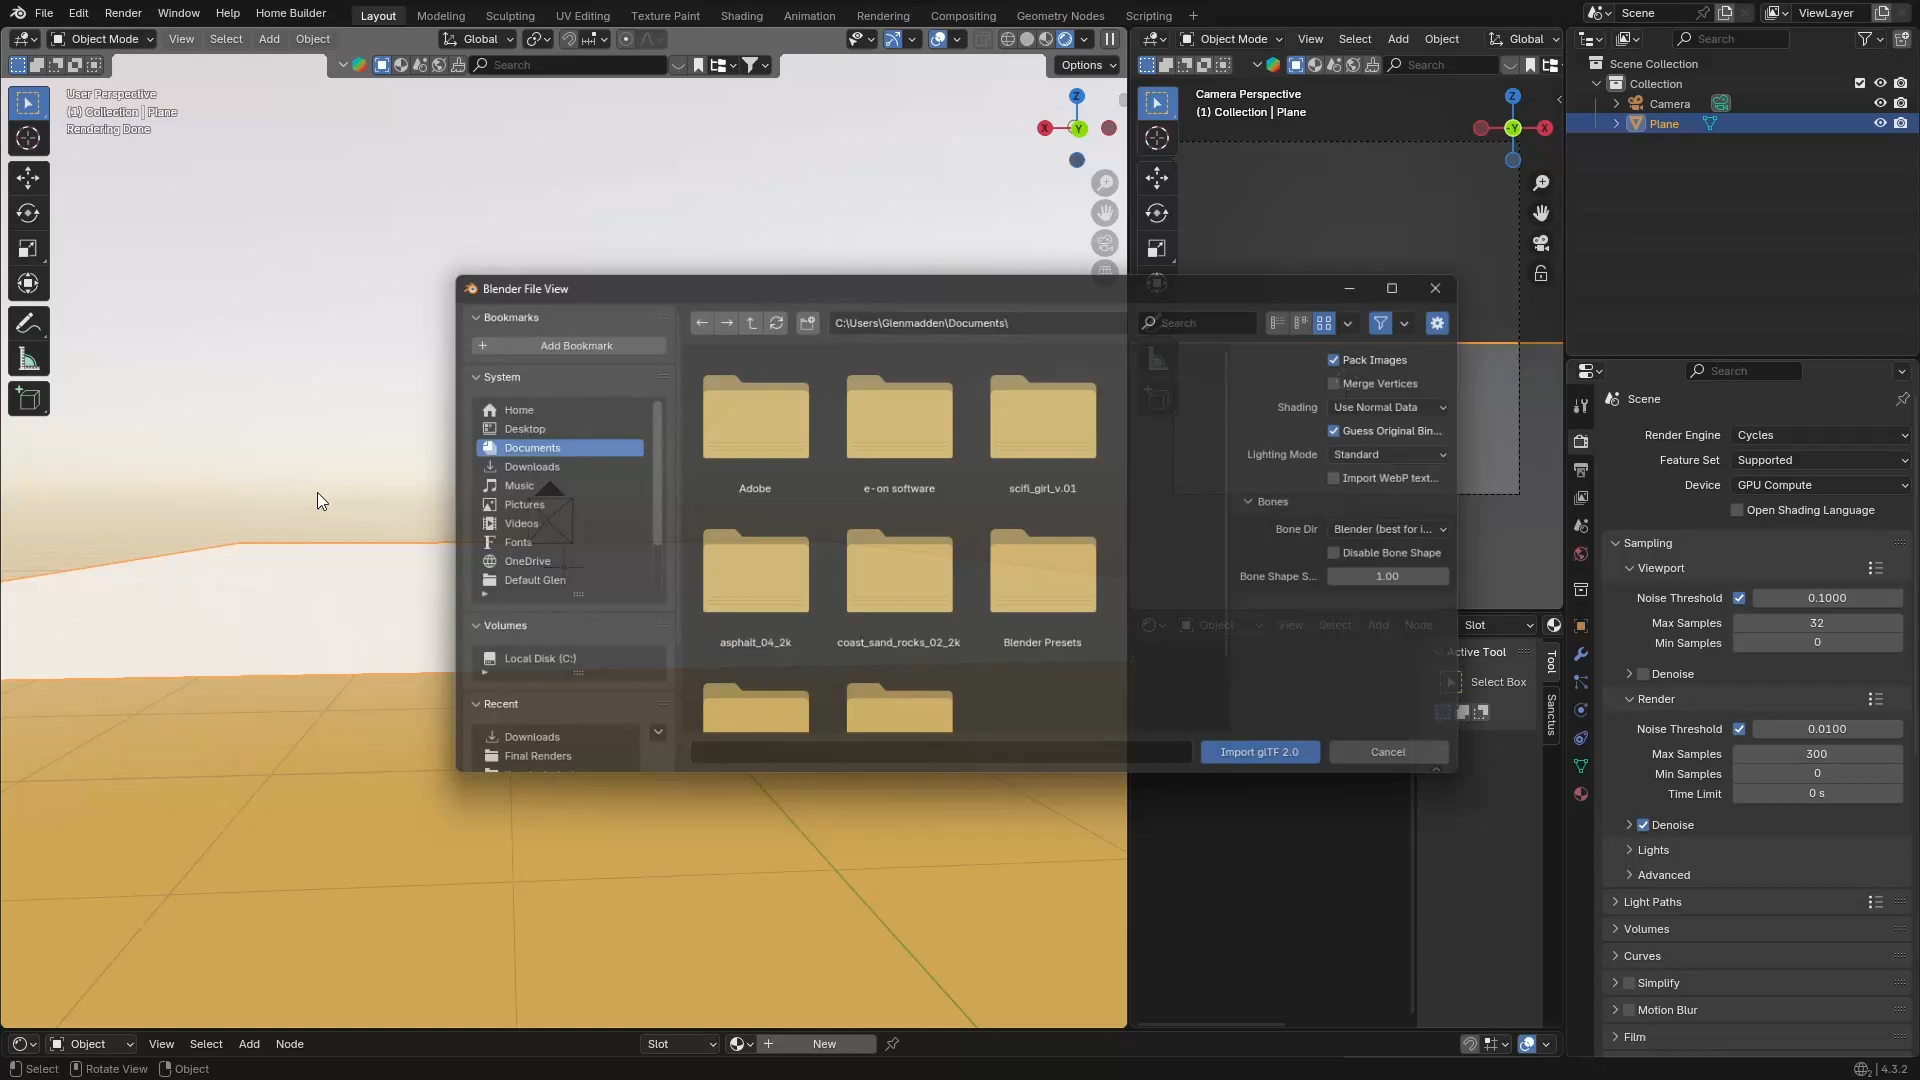 File Edit Render Window Help Home Builder
Layout Modeling Sculpting UV Editing Texture Paint Shading Animation Rendering Compositing Geometry Nodes Scripting +
Scene ViewLayer
Object Mode View Select Add Object Global
Object Mode View Select Add Object Global
Search
Search Options
Search
User Perspective
(1) Collection | Plane
Rendering Done
Z
X
Y
Camera Perspective
(1) Collection | Plane
Z
-Y
X
Scene Collection
Collection
Camera
Plane
Blender File View
Bookmarks
Add Bookmark
System
Home
Desktop
Documents
Downloads
Music
Pictures
Videos
Fonts
OneDrive
Default Glen
Volumes
Local Disk (C:)
Recent
Downloads
Final Renders
C:\Users\Glenmadden\Documents\
Search
Adobe e-on software scifi_girl_v.01
asphalt_04_2k coast_sand_rocks_02_2k Blender Presets
Pack Images
Merge Vertices
Shading Use Normal Data
Guess Original Bin...
Lighting Mode Standard
Import WebP text...
Bones
Bone Dir Blender (best for i...
Disable Bone Shape
Bone Shape S... 1.00
Import glTF 2.0 Cancel
Object View Select Add Node Slot
Active Tool
Select Box
Tool
Sanctus
Search
Scene
Render Engine Cycles
Feature Set Supported
Device GPU Compute
Open Shading Language
Sampling
Viewport
Noise Threshold 0.1000
Max Samples 32
Min Samples 0
Denoise
Render
Noise Threshold 0.0100
Max Samples 300
Min Samples 0
Time Limit 0 s
Denoise
Lights
Advanced
Light Paths
Volumes
Curves
Simplify
Motion Blur
Film
Object View Select Add Node Slot New
Select Rotate View Object 4.3.2